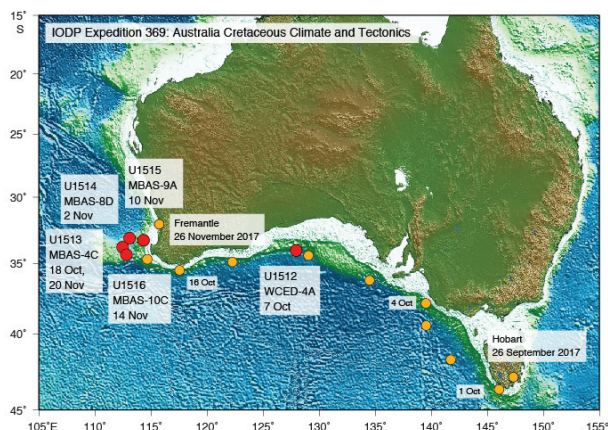 IODP Expedition 369: Australia Cretaceous Climate and Tectonics
15°
S
20°
25°
30°
35°
40°
45°
U1515
MBAS-9A
10 Nov
U1514
MBAS-8D
2 Nov
Fremantle
26 November 2017
U1513
MBAS-4C
18 Oct,
20 Nov
U1516
MBAS-10C
14 Nov
16 Oct
U1512
WCED-4A
7 Oct
4 Oct
Hobart
26 September 2017
1 Oct
105°E
110°
115°
120°
125°
130°
135°
140°
145°
150°
155°